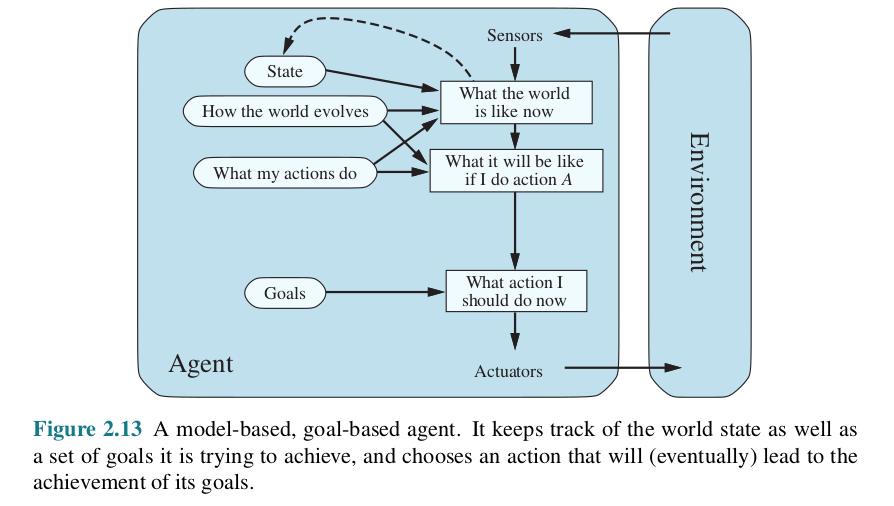 Sensors
State
What the world
is like now
How the world evolves
What my actions do
What it will be like
if I do action A
Environment
Goals
What action I
should do now
Agent
Actuators
Figure 2.13 A model-based, goal-based agent. It keeps track of the world state as well as
a set of goals it is trying to achieve, and chooses an action that will (eventually) lead to the
achievement of its goals.